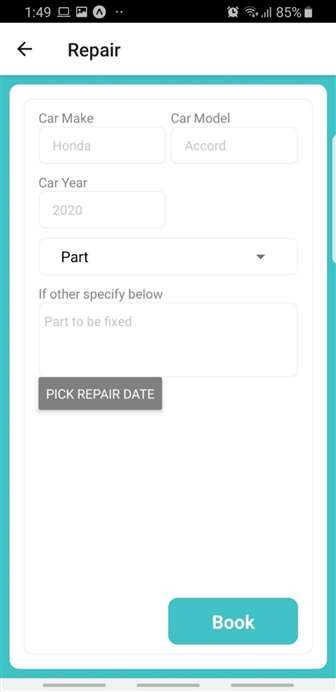 1:49 85%
Repair
Car Make Car Model
Honda Accord
Car Year
2020
Part
If other specify below
Part to be fixed
PICK REPAIR DATE
Book